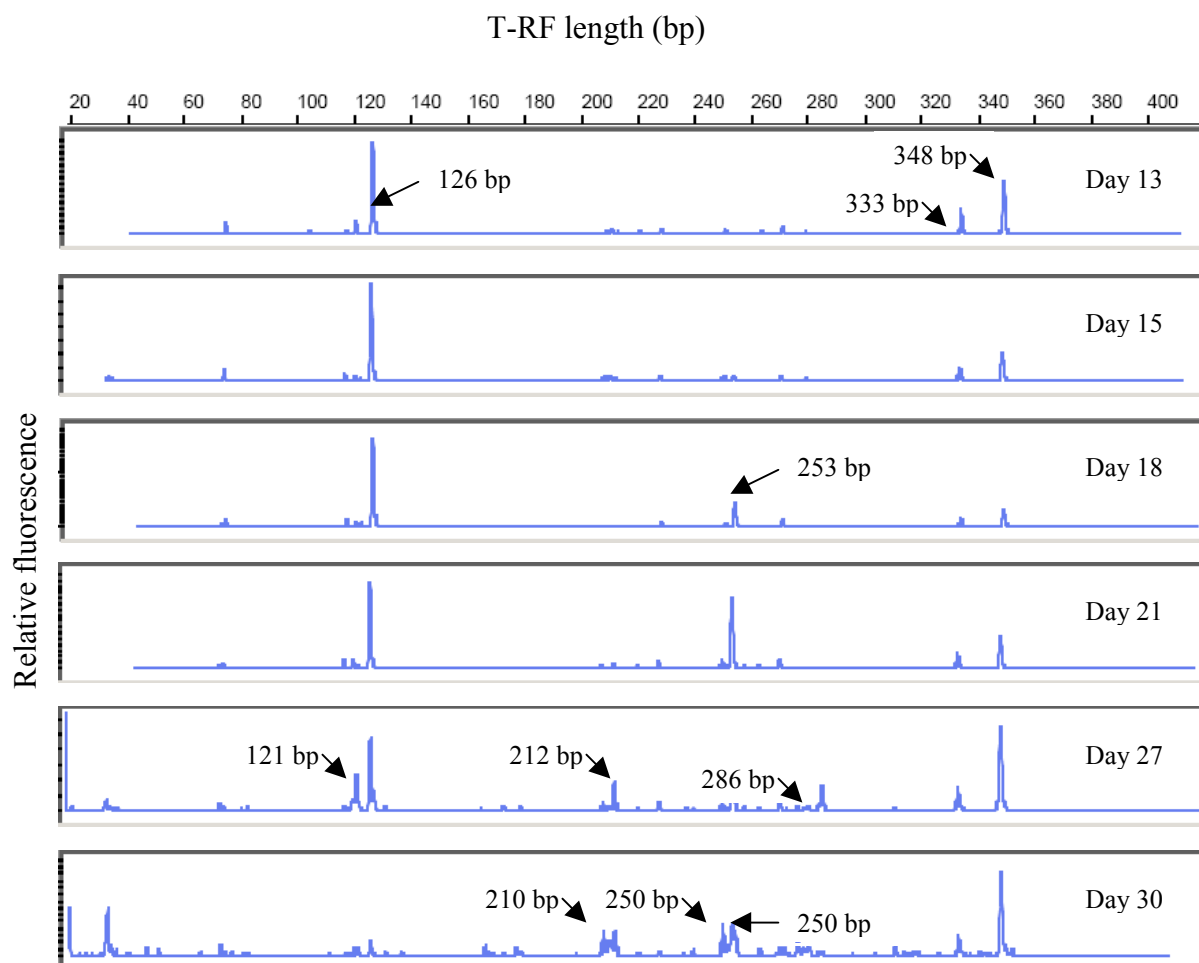 T-RF length (bp)
20 40 60 80 100 120 140 160 180 200 220 240 260 280 300 320 340 360 380 400
348 bp
Day 13
126 bp
333 bp
Day 15
Day 18
253 bp
Relative fluorescence
Day 21
121 bp
212 bp
286 bp
Day 27
210 bp
250 bp
250 bp
Day 30